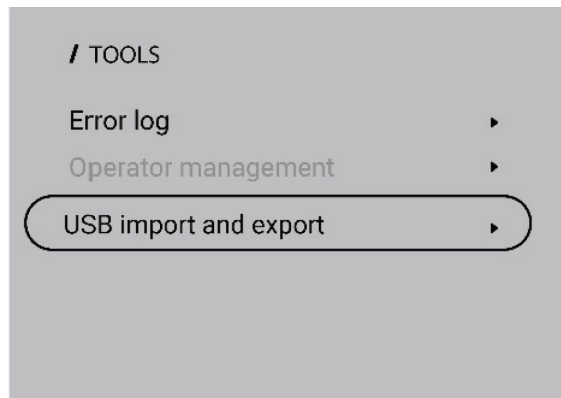 / TOOLS
Error log
Operator management
USB import and export